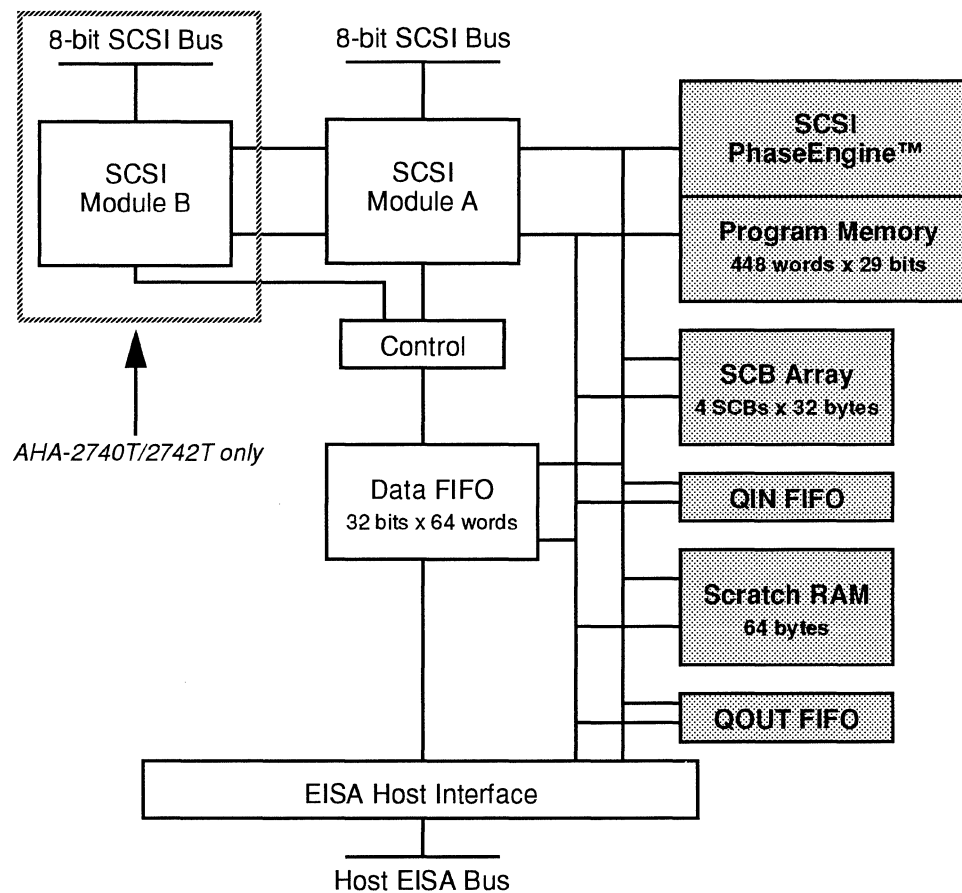 8-bit SCSI Bus
8-bit SCSI Bus
SCSI
Module B
SCSI
Module A
SCSI
PhaseEngine™
Program Memory
448 words x 29 bits
Control
SCB Array
4 SCBs x 32 bytes
AHA-2740T/2742T only
Data FIFO
32 bits x 64 words
QIN FIFO
Scratch RAM
64 bytes
QOUT FIFO
EISA Host Interface
Host EISA Bus